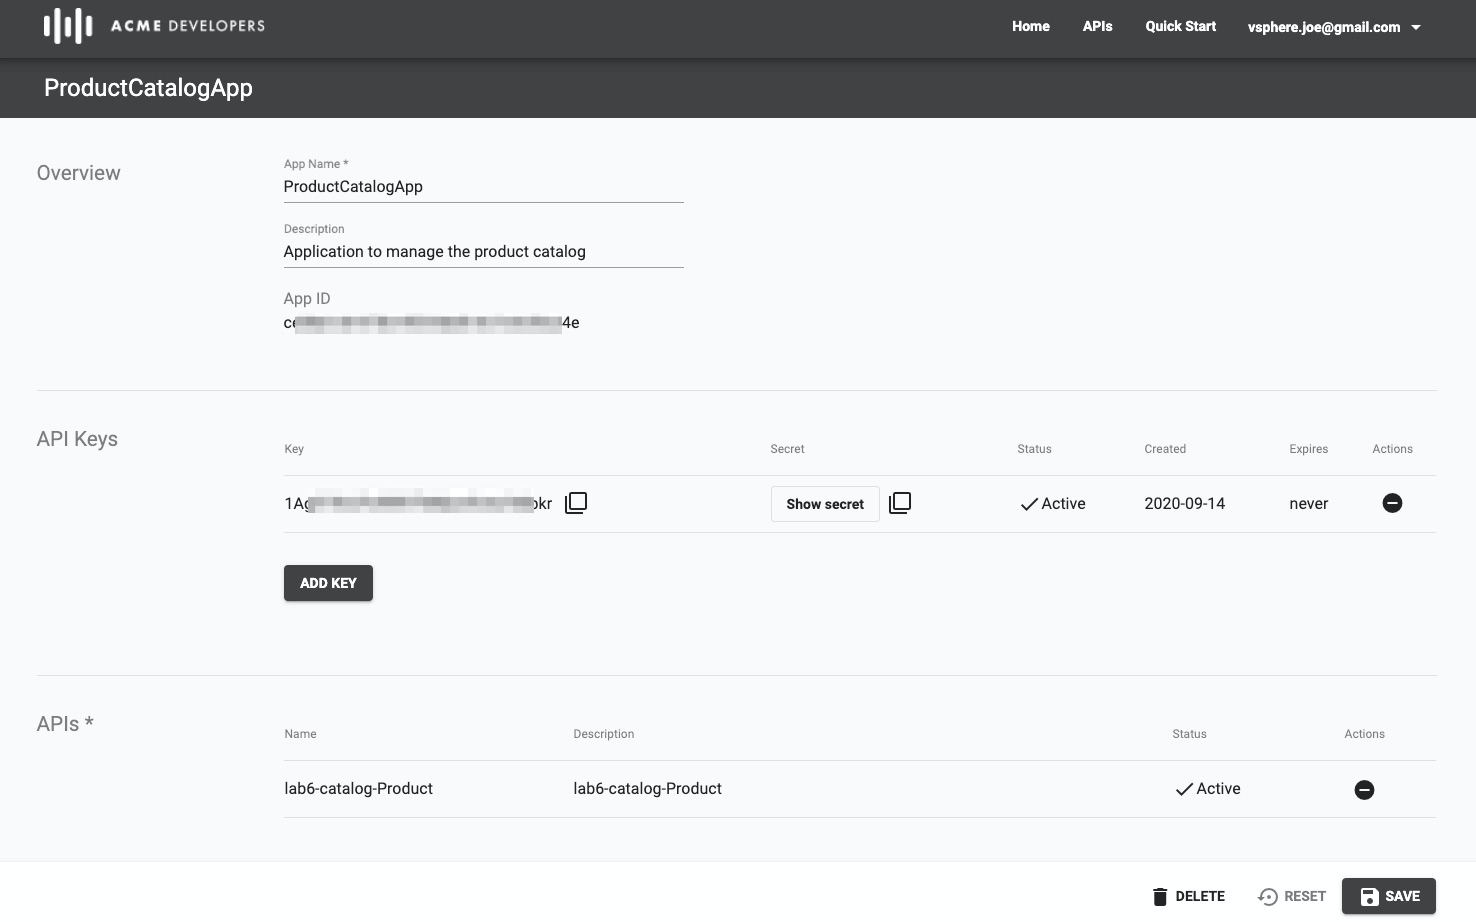 ACME DEVELOPERS
Home APIs Quick Start vsphere.joe@gmail.com
ProductCatalogApp
Overview
App Name *
ProductCatalogApp
Description
Application to manage the product catalog
App ID
ce 4e
API Keys
Key Secret Status Created Expires Actions
1Ag bkr Show secret Active 2020-09-14 never
ADD KEY
APIs *
Name Description Status Actions
lab6-catalog-Product lab6-catalog-Product Active
DELETE RESET SAVE